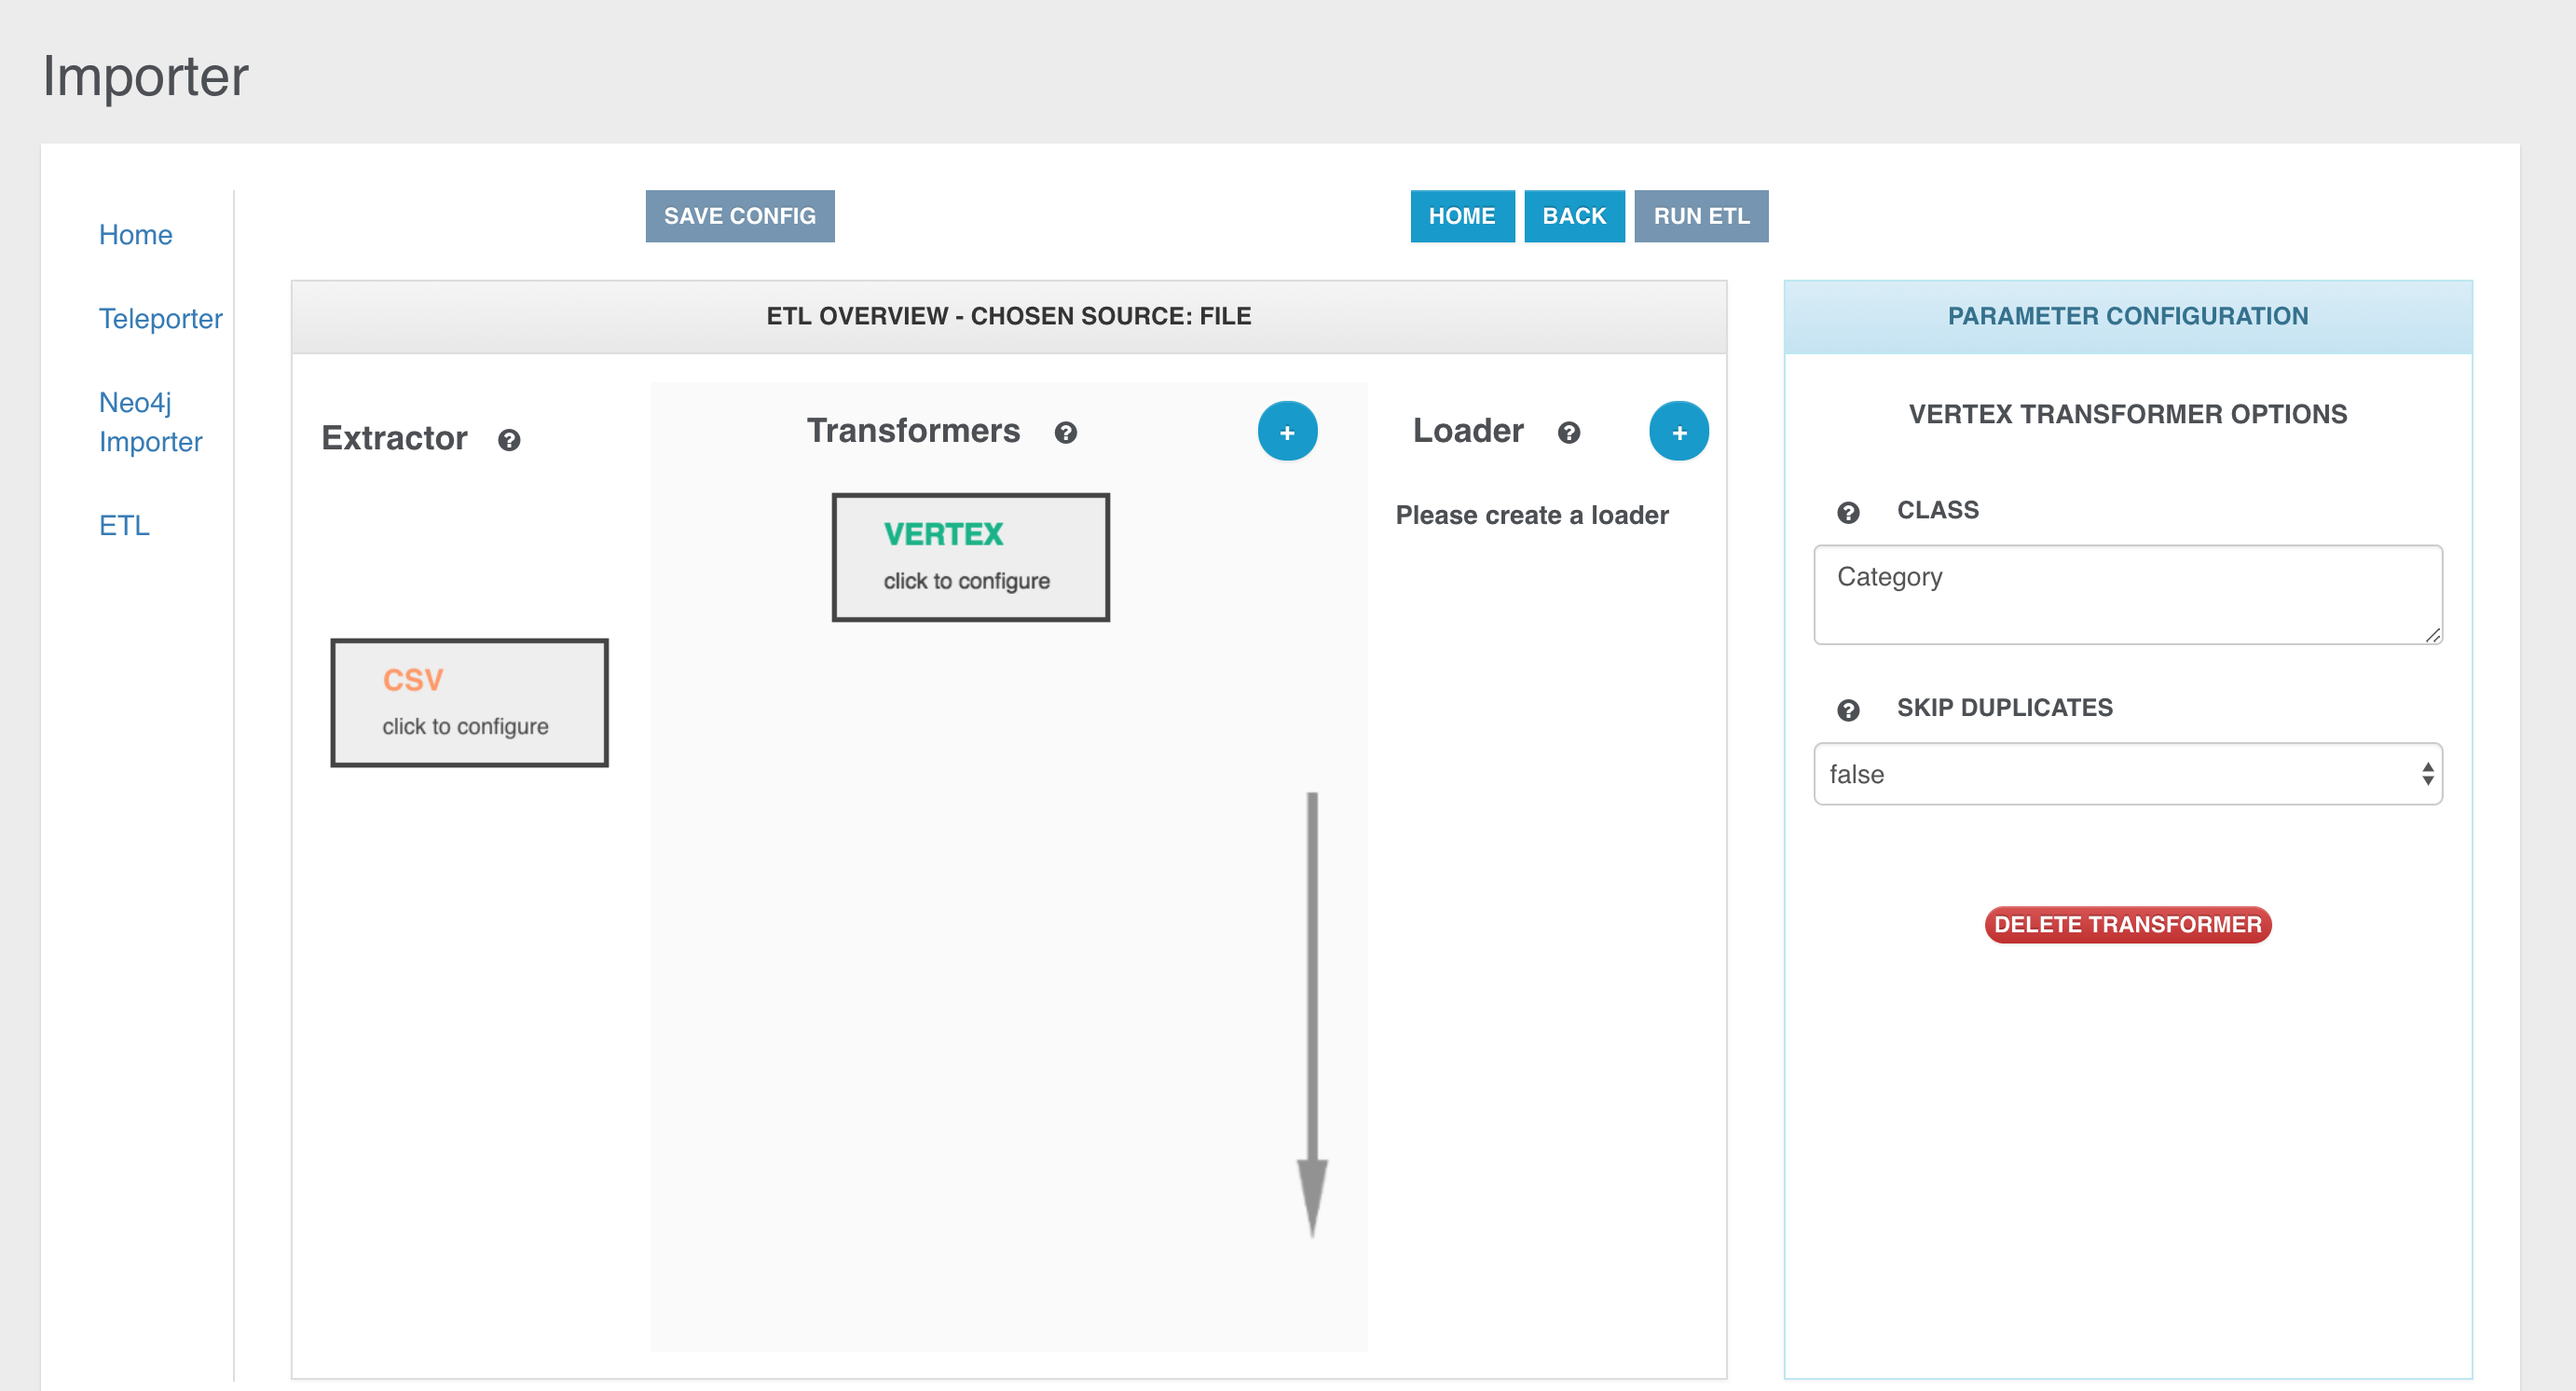 Importer
Home
Teleporter
Neo4j
Importer
ETL
SAVE CONFIG
HOME
BACK
RUN ETL
ETL OVERVIEW - CHOSEN SOURCE: FILE
Extractor
CSV
click to configure
Transformers
+
VERTEX
click to configure
Loader
+
Please create a loader
PARAMETER CONFIGURATION
VERTEX TRANSFORMER OPTIONS
CLASS
Category
SKIP DUPLICATES
false
DELETE TRANSFORMER